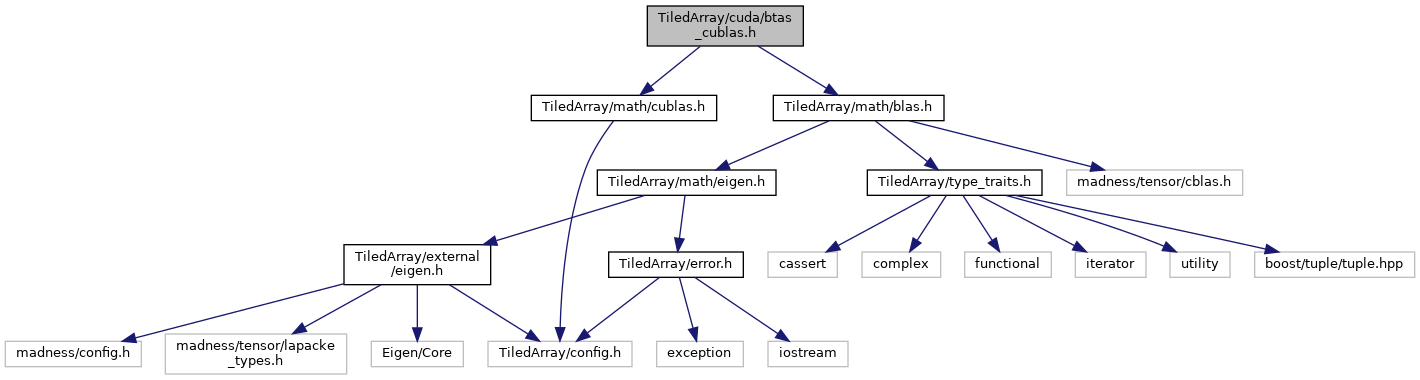 TiledArray/cuda/btas
_cublas.h
TiledArray/math/cublas.h
TiledArray/math/blas.h
TiledArray/math/eigen.h
TiledArray/type_traits.h
madness/tensor/cblas.h
TiledArray/external
/eigen.h
TiledArray/error.h
cassert
complex
functional
iterator
utility
boost/tuple/tuple.hpp
madness/config.h
madness/tensor/lapacke
_types.h
Eigen/Core
TiledArray/config.h
exception
iostream